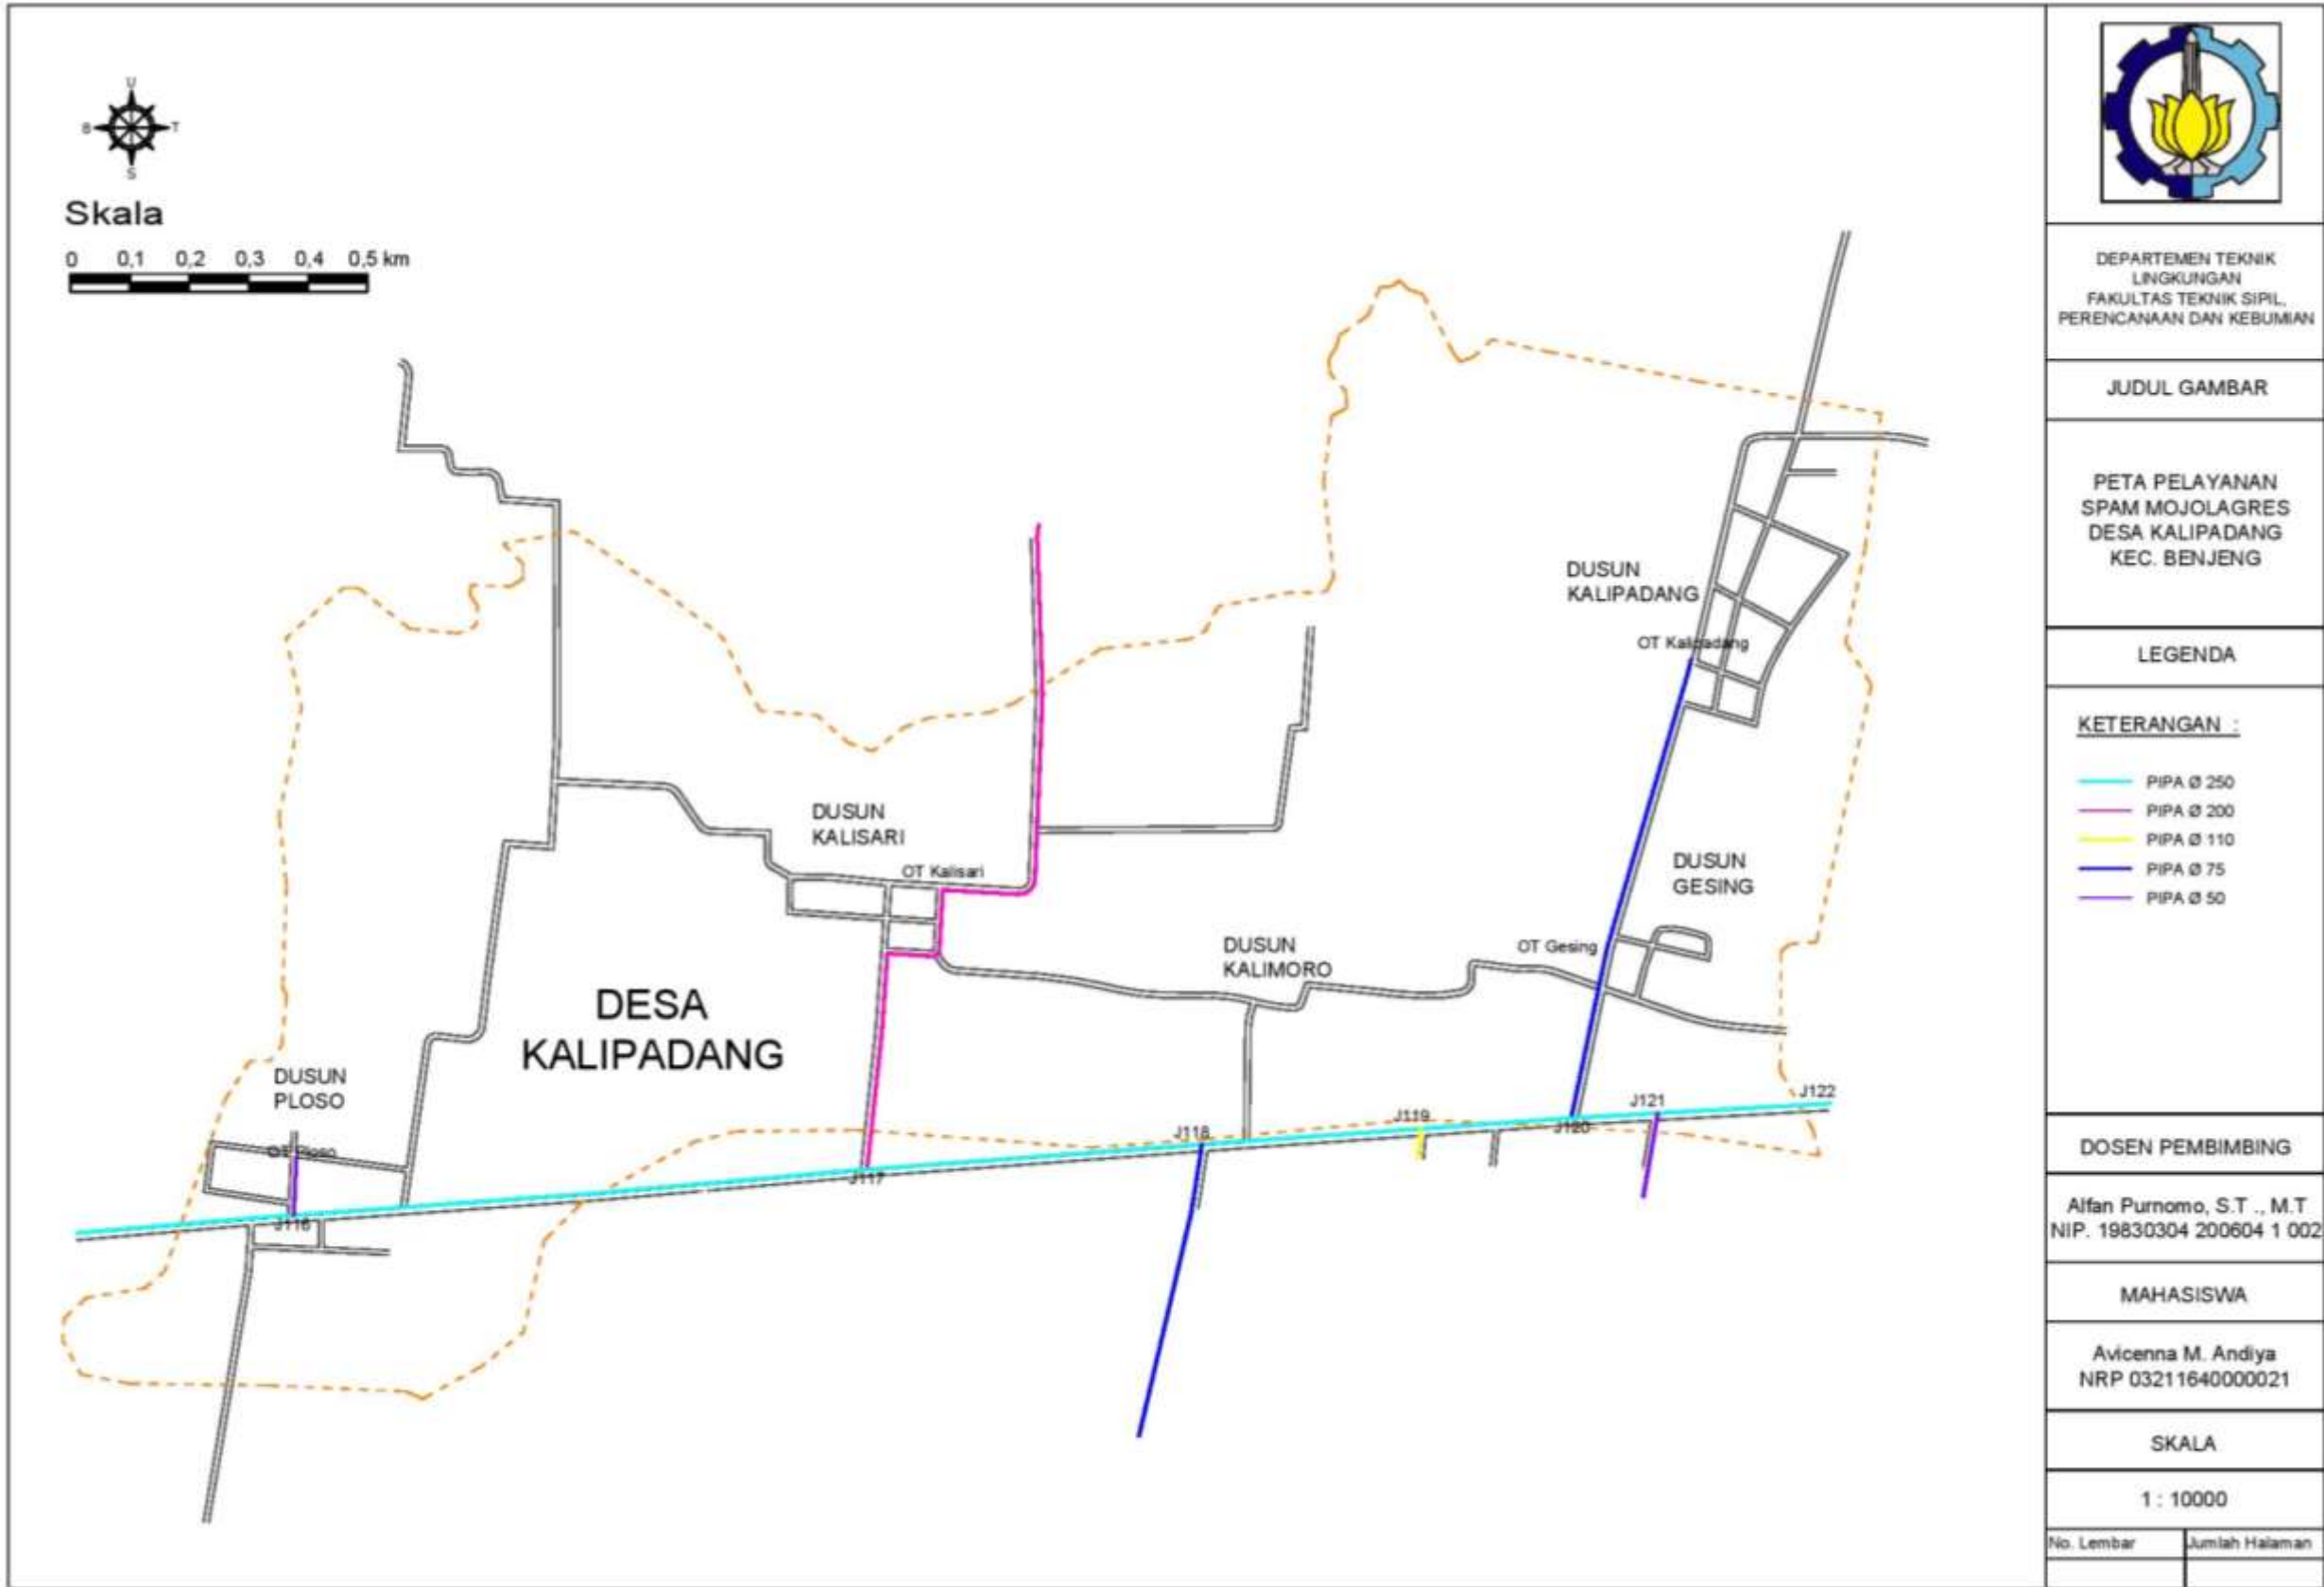 U
B
T
S
Skala
0 0,1 0,2 0,3 0,4 0,5 km
DUSUN
KALIPADANG
OT Kalipadang
DUSUN
KALISARI
OT Kalisari
DUSUN
GESING
OT Gesing
DUSUN
KALIMORO
DESA
KALIPADANG
DUSUN
PLOSO
OT Ploso
J116
J117
J118
J119
J120
J121
J122
DEPARTEMEN TEKNIK
LINGKUNGAN
FAKULTAS TEKNIK SIPIL,
PERENCANAAN DAN KEBUMIAN
JUDUL GAMBAR
PETA PELAYANAN
SPAM MOJOLAGRES
DESA KALIPADANG
KEC. BENJENG
LEGENDA
KETERANGAN :
PIPA Ø 250
PIPA Ø 200
PIPA Ø 110
PIPA Ø 75
PIPA Ø 50
DOSEN PEMBIMBING
Alfan Purnomo, S.T ., M.T
NIP. 19830304 200604 1 002
MAHASISWA
Avicenna M. Andiya
NRP 03211640000021
SKALA
1 : 10000
No. Lembar
Jumlah Halaman